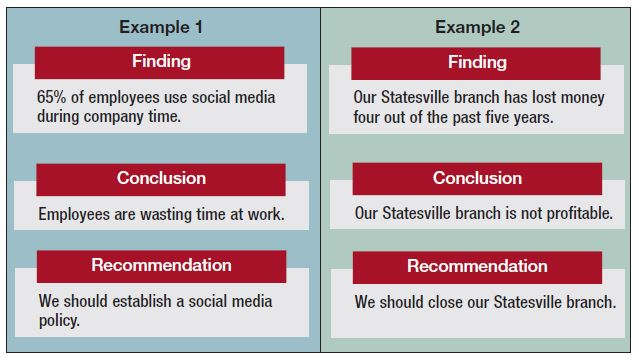 Example 1
Finding
65% of employees use social media
during company time.
Conclusion
Employees are wasting time at work.
Recommendation
We should establish a social media
policy.
Example 2
Finding
Our Statesville branch has lost money
four out of the past five years.
Conclusion
Our Statesville branch is not profitable.
Recommendation
We should close our Statesville branch.